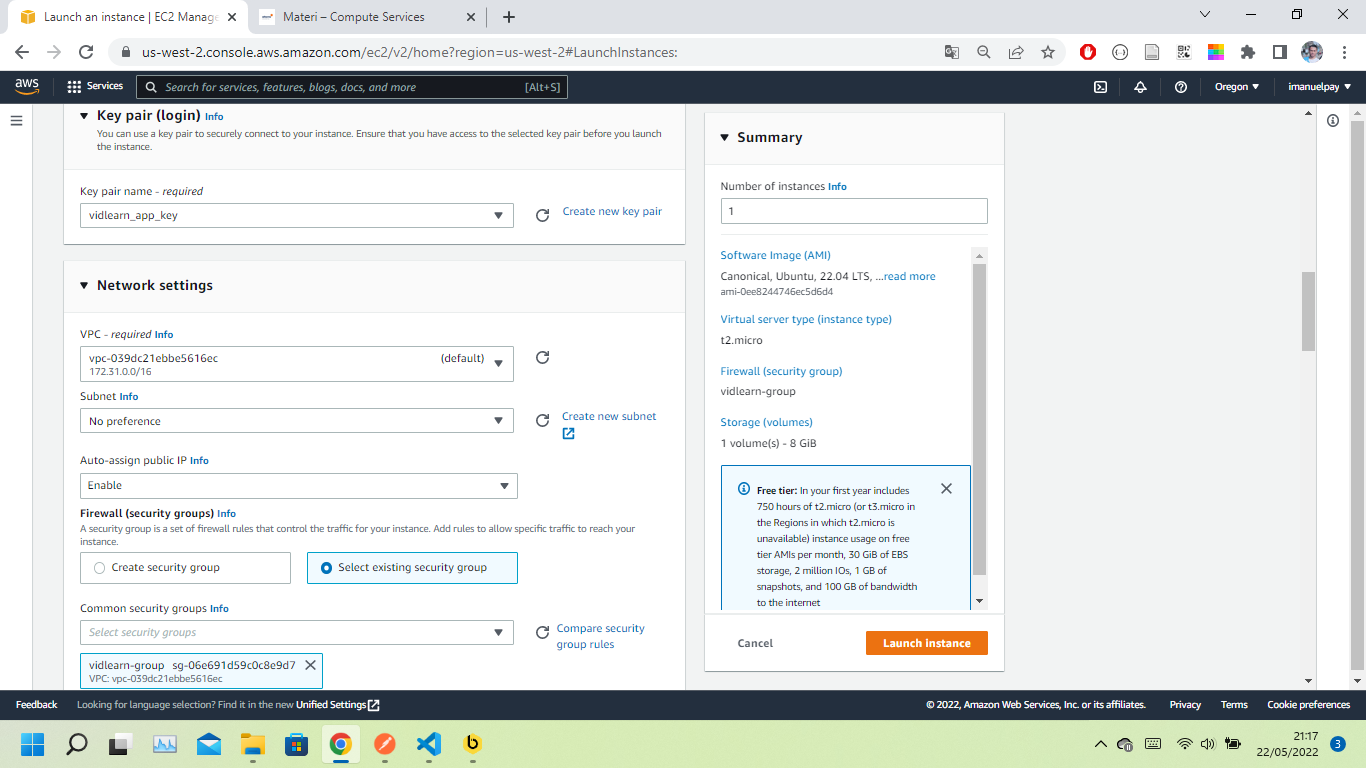 Launch an instance | EC2 Manage
Materi – Compute Services
us-west-2.console.aws.amazon.com/ec2/v2/home?region=us-west-2#LaunchInstances:
aws
Services
Search for services, features, blogs, docs, and more
[Alt+S]
Oregon
imanuelpay
Key pair (login) Info
You can use a key pair to securely connect to your instance. Ensure that you have access to the selected key pair before you launch
the instance.
Key pair name - required
vidlearn_app_key
Create new key pair
Network settings
VPC - required Info
vpc-039dc21ebbe5616ec (default)
172.31.0.0/16
Subnet Info
No preference
Create new subnet
Auto-assign public IP Info
Enable
Firewall (security groups) Info
A security group is a set of firewall rules that control the traffic for your instance. Add rules to allow specific traffic to reach your
instance.
Create security group
Select existing security group
Common security groups Info
Select security groups
Compare security
group rules
vidlearn-group sg-06e691d59c0c8e9d7
VPC: vpc-039dc21ebbe5616ec
Summary
Number of instances Info
1
Software Image (AMI)
Canonical, Ubuntu, 22.04 LTS, ...read more
ami-0ee8244746ec5d6d4
Virtual server type (instance type)
t2.micro
Firewall (security group)
vidlearn-group
Storage (volumes)
1 volume(s) - 8 GiB
Free tier: In your first year includes
750 hours of t2.micro (or t3.micro in
the Regions in which t2.micro is
unavailable) instance usage on free
tier AMIs per month, 30 GiB of EBS
storage, 2 million IOs, 1 GB of
snapshots, and 100 GB of bandwidth
to the internet
Cancel
Launch instance
Feedback
Looking for language selection? Find it in the new Unified Settings
© 2022, Amazon Web Services, Inc. or its affiliates.
Privacy
Terms
Cookie preferences
21:17
22/05/2022
3